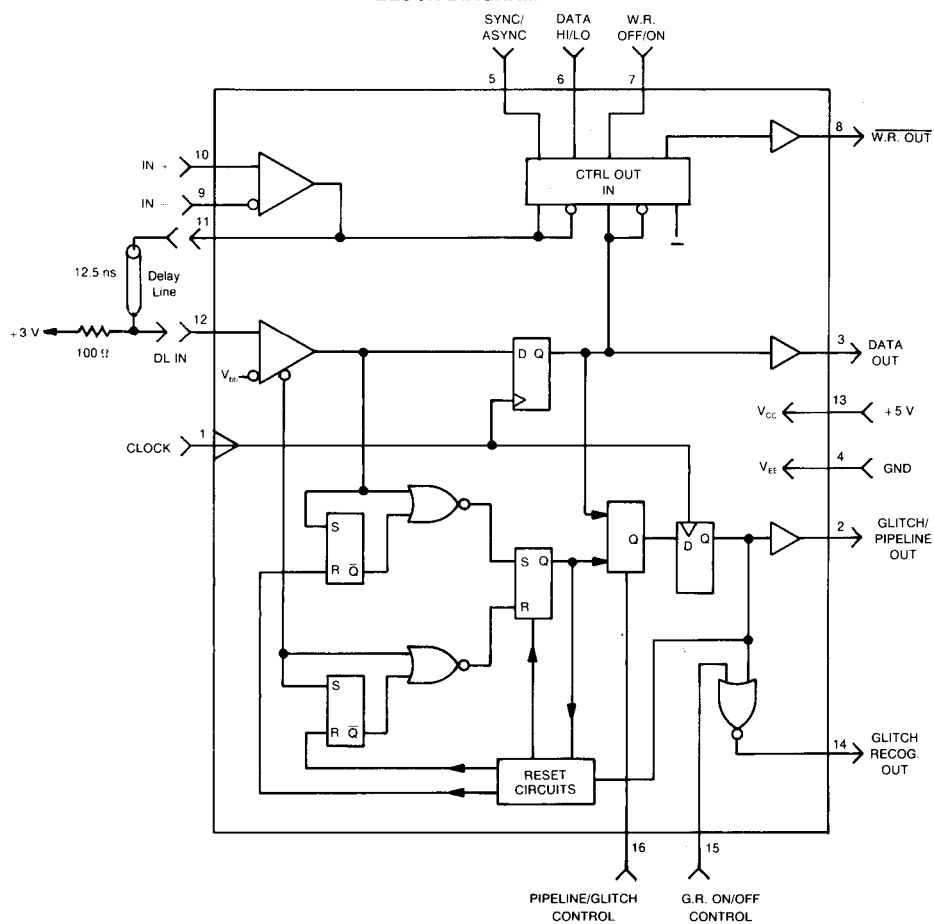 BLOCK DIAGRAM
SYNC/
ASYNC
DATA
HI/LO
W.R.
OFF/ON
5
6
7
8
W.R. OUT
IN +
10
IN −
9
11
CTRL OUT
IN
12.5 ns
Delay
Line
+3 V
100 Ω
DL IN
12
D Q
3
DATA
OUT
13
V_CC
+5 V
CLOCK
1
4
V_EE
GND
S
R Q̄
S Q
R
Q
D Q
2
GLITCH/
PIPELINE
OUT
S
R Q̄
RESET
CIRCUITS
14
GLITCH
RECOG.
OUT
16
15
PIPELINE/GLITCH
CONTROL
G.R. ON/OFF
CONTROL